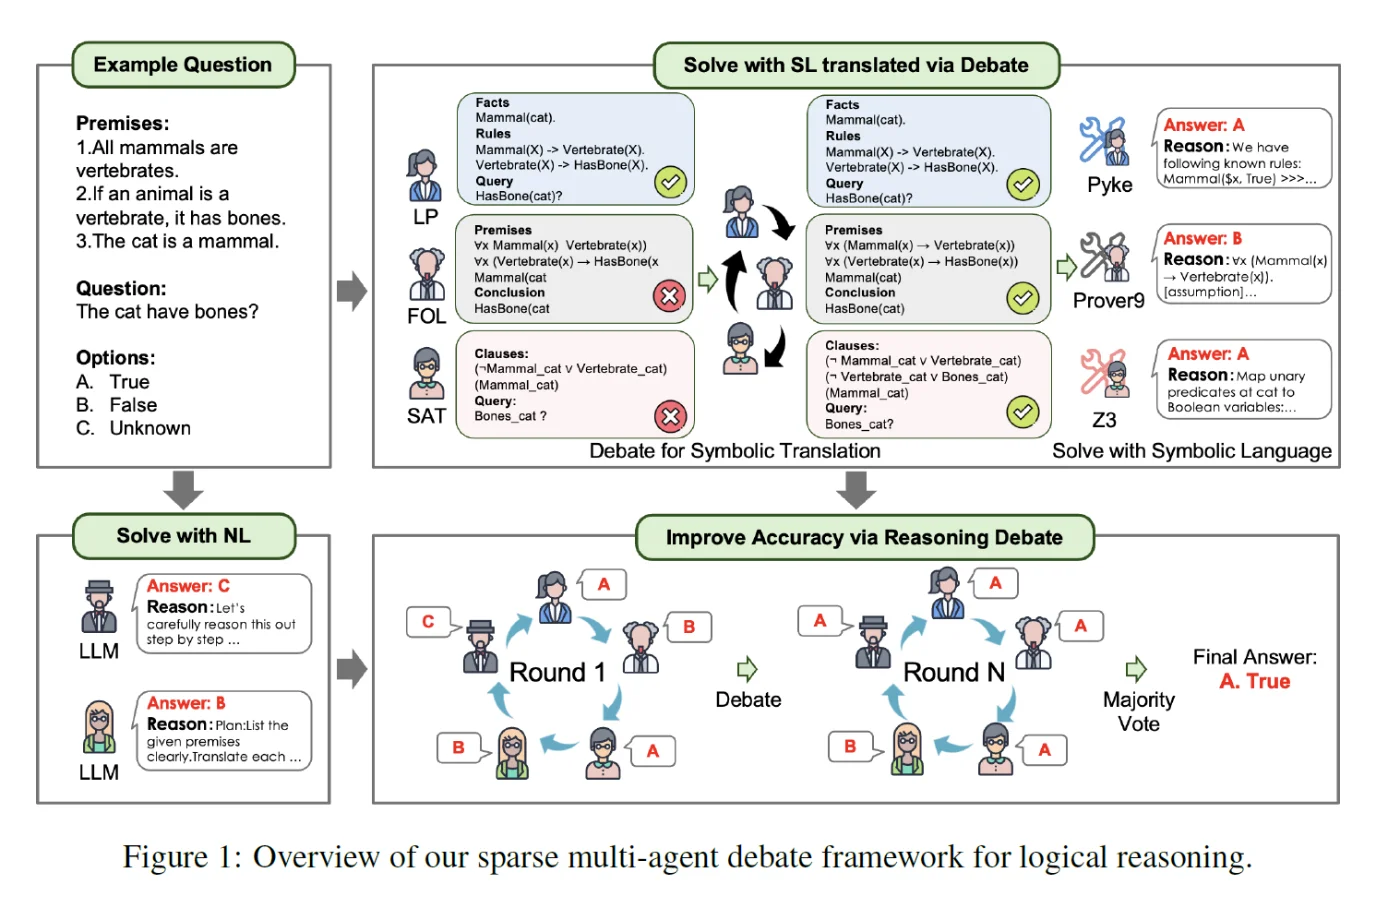 Example Question
Premises:
1.All mammals are
vertebrates.
2.If an animal is a
vertebrate, it has bones.
3.The cat is a mammal.
Question:
The cat have bones?
Options:
A. True
B. False
C. Unknown
Solve with SL translated via Debate
LP
Facts
Mammal(cat).
Rules
Mammal(X) -> Vertebrate(X).
Vertebrate(X) -> HasBone(X).
Query
HasBone(cat)?
FOL
Premises
∀x Mammal(x) Vertebrate(x))
∀x (Vertebrate(x) → HasBone(x
Mammal(cat
Conclusion
HasBone(cat
SAT
Clauses:
(¬Mammal_cat ∨ Vertebrate_cat)
(Mammal_cat)
Query:
Bones_cat ?
Facts
Mammal(cat).
Rules
Mammal(X) -> Vertebrate(X).
Vertebrate(X) -> HasBone(X).
Query
HasBone(cat)?
Premises
∀x (Mammal(x) → Vertebrate(x))
∀x (Vertebrate(x) → HasBone(x))
Mammal(cat)
Conclusion
HasBone(cat)
Clauses:
(¬ Mammal_cat ∨ Vertebrate_cat)
(¬ Vertebrate_cat ∨ Bones_cat)
(Mammal_cat)
Query:
Bones_cat?
Debate for Symbolic Translation
Pyke
Answer: A
Reason: We have
following known rules:
Mammal($x, True) >>>...
Prover9
Answer: B
Reason: ∀x (Mammal(x)
→ Vertebrate(x)).
[assumption]...
Z3
Answer: A
Reason: Map unary
predicates at cat to
Boolean variables:...
Solve with Symbolic Language
Solve with NL
LLM
Answer: C
Reason: Let's
carefully reason this out
step by step ...
LLM
Answer: B
Reason: Plan:List the
given premises
clearly.Translate each ...
Improve Accuracy via Reasoning Debate
A
C
B
Round 1
B
A
Debate
A
A
A
Round N
B
A
Majority
Vote
Final Answer:
A. True
Figure 1: Overview of our sparse multi-agent debate framework for logical reasoning.